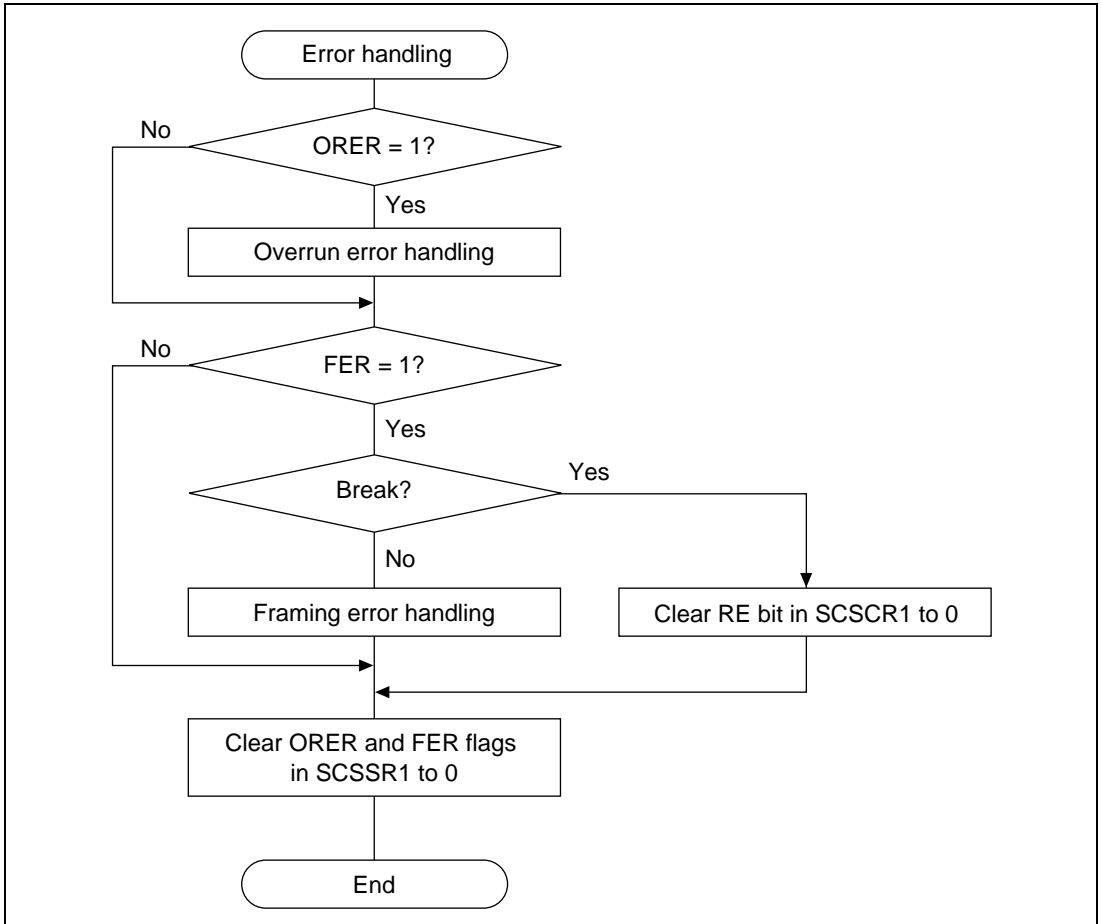 Error handling
No
ORER = 1?
Yes
Overrun error handling
No
FER = 1?
Yes
Yes
Break?
No
Framing error handling
Clear RE bit in SCSCR1 to 0
Clear ORER and FER flags
in SCSSR1 to 0
End